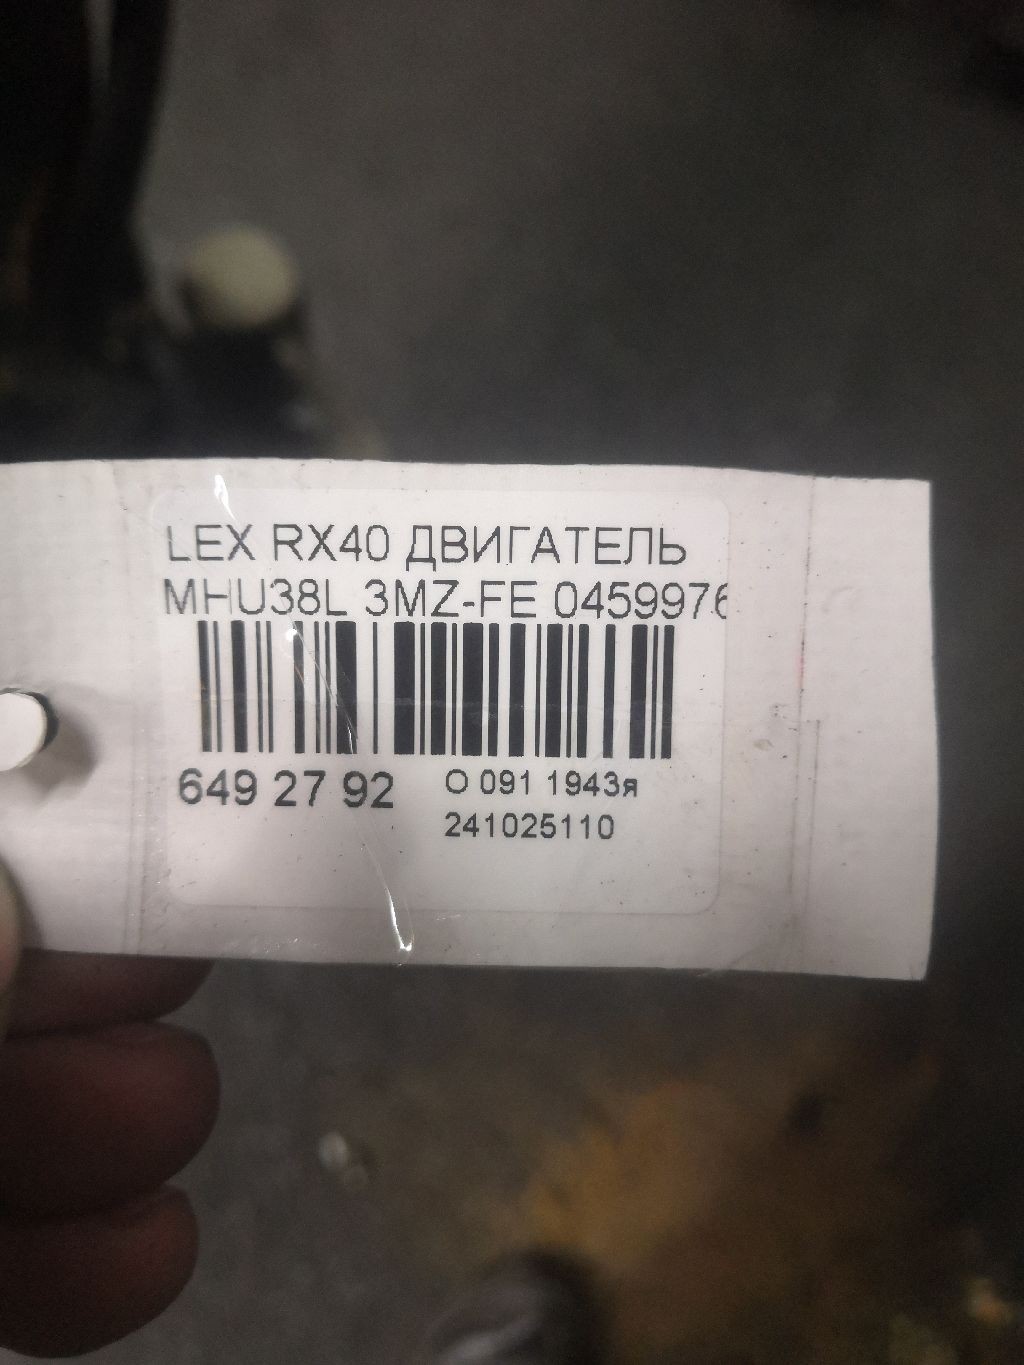 LEX RX40 ДВИГАТЕЛЬ
MHU38L 3MZ-FE 0459976
649 27 92
О 091 1943я
241025110